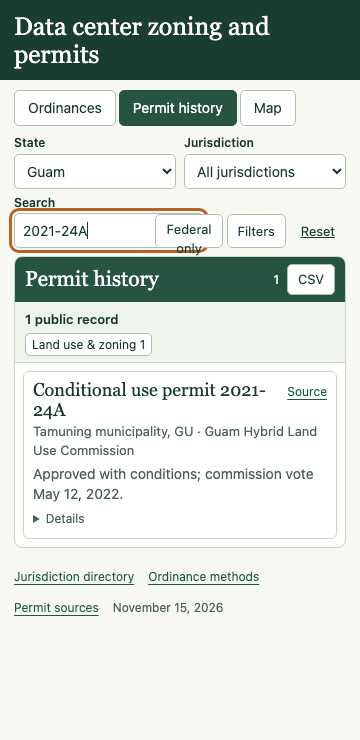 Data center zoning and
permits
Ordinances
Permit history
Map
State
Jurisdiction
Guam
All jurisdictions
Search
2021-24A
Federal
only
Filters
Reset
Permit history
1
CSV
1 public record
Land use & zoning 1
Conditional use permit 2021-
24A
Source
Tamuning municipality, GU · Guam Hybrid Land
Use Commission
Approved with conditions; commission vote
May 12, 2022.
Details
Jurisdiction directory
Ordinance methods
Permit sources
November 15, 2026